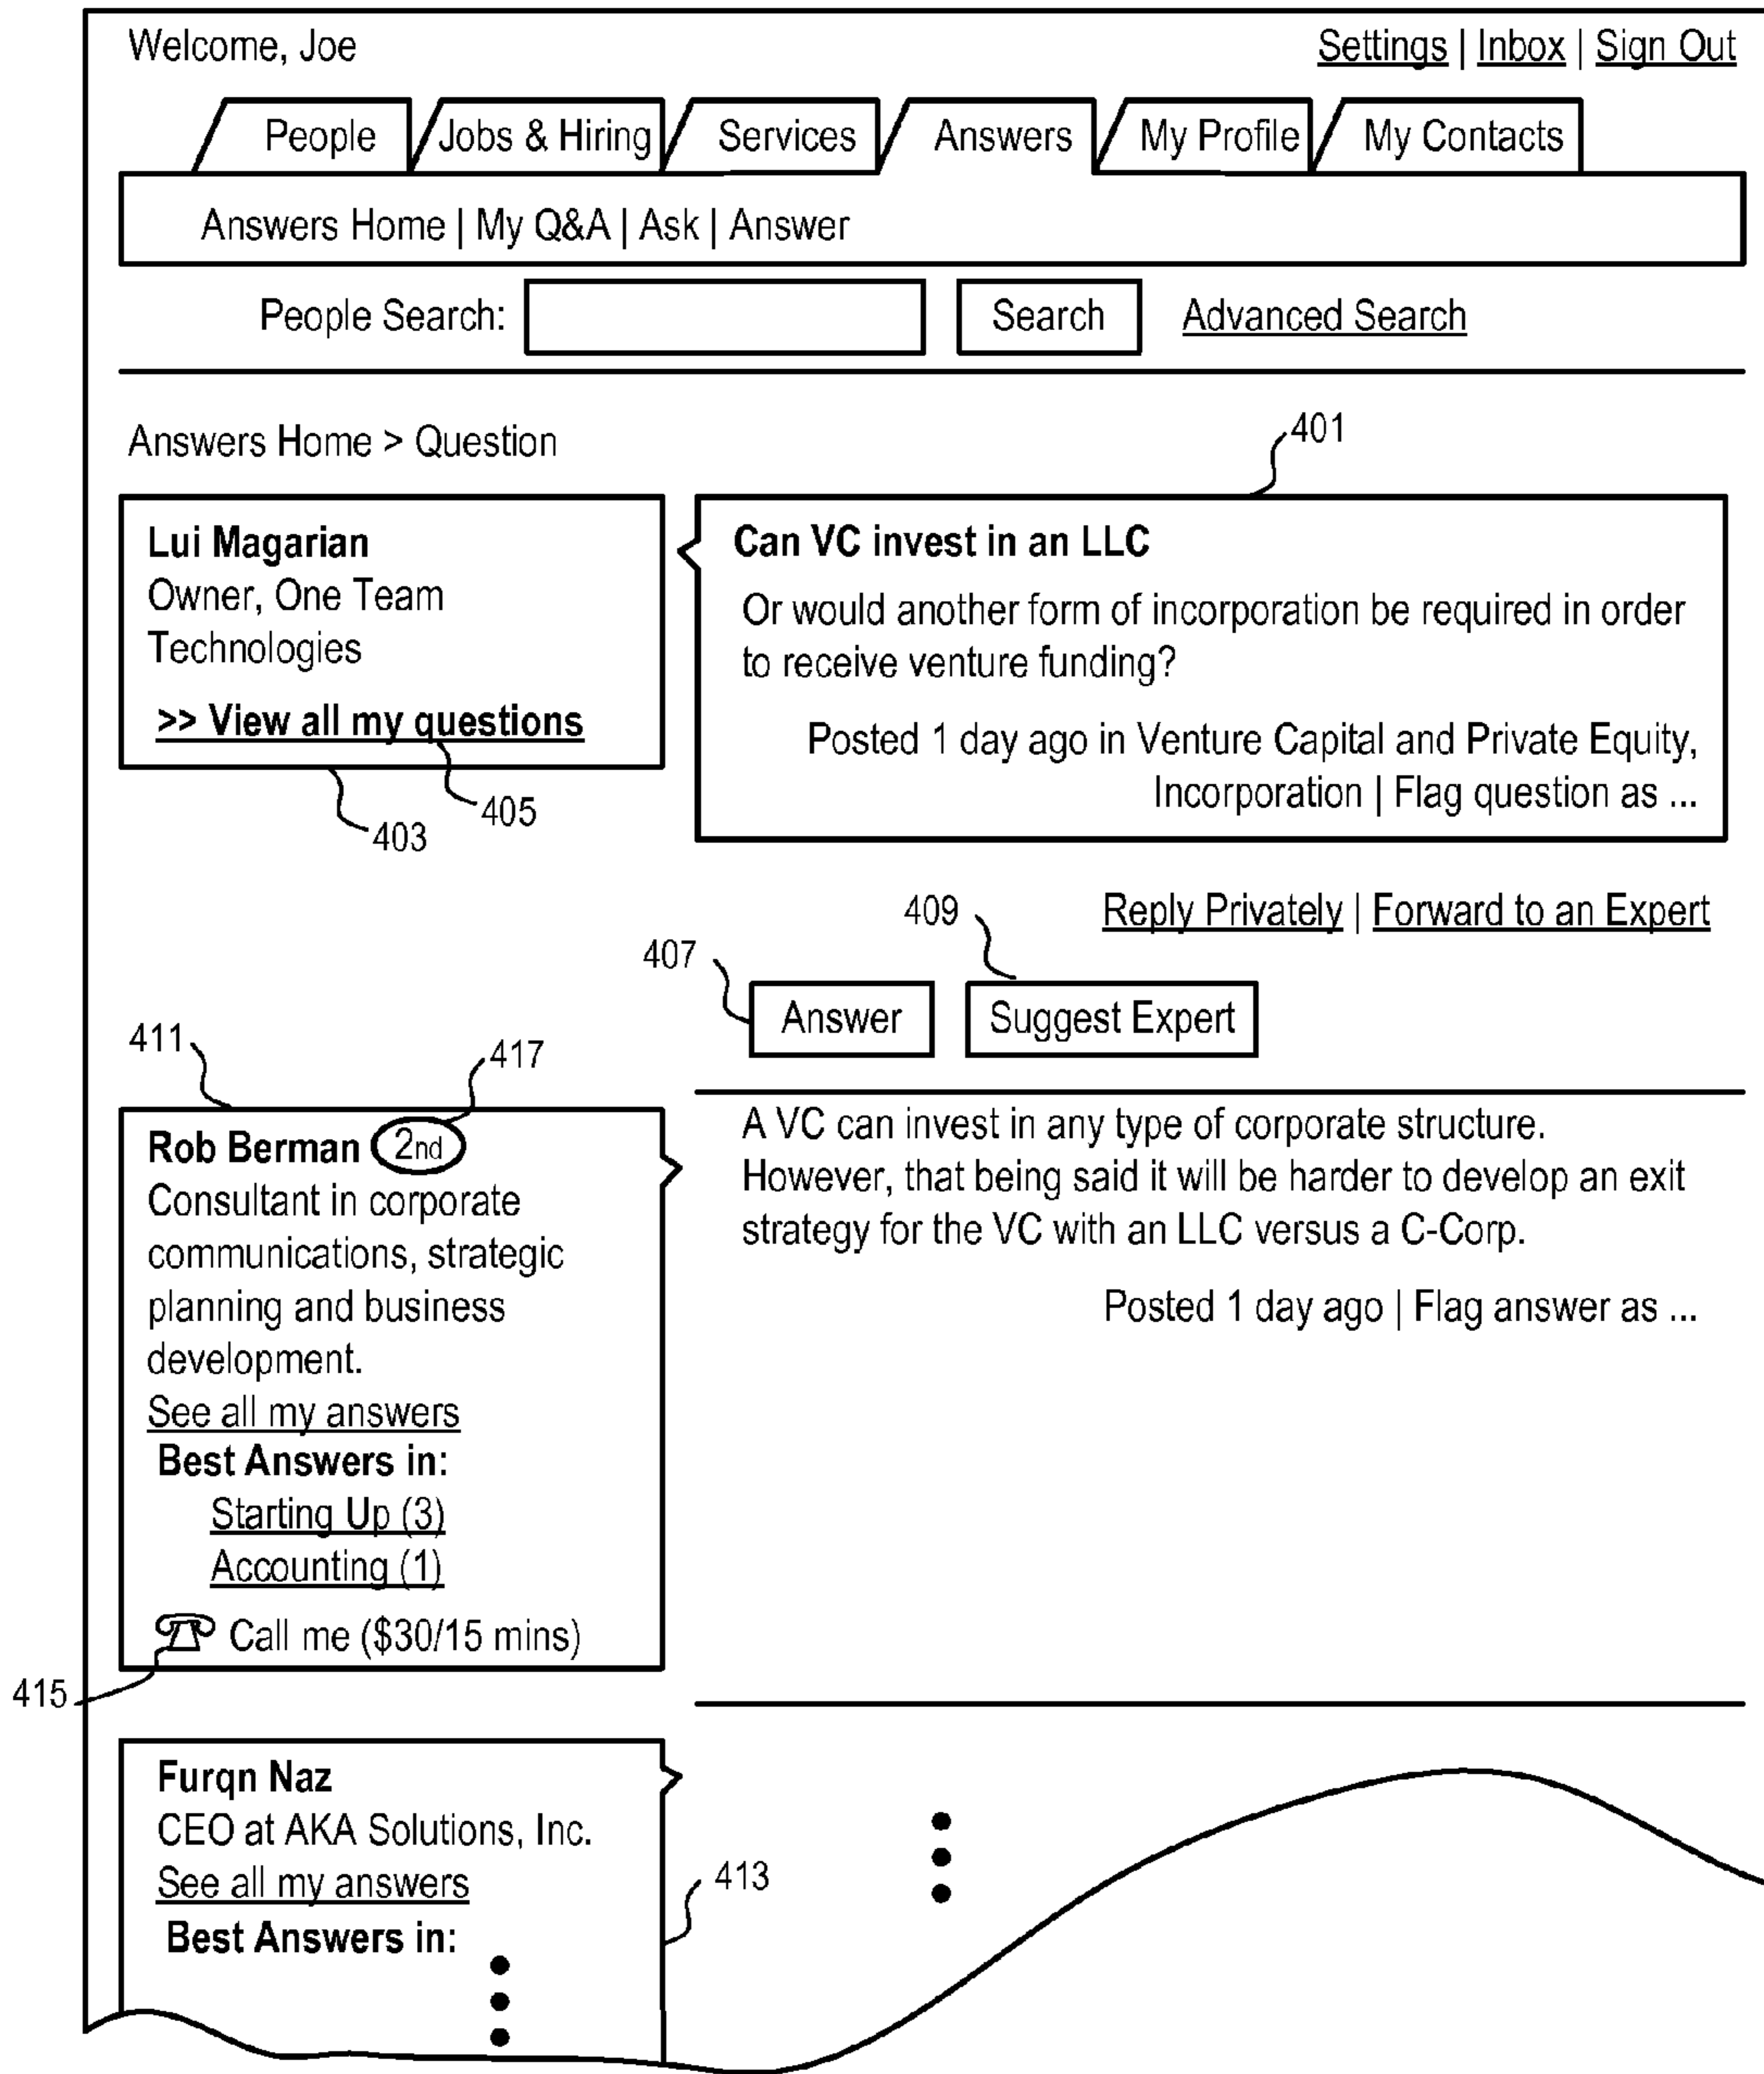 Welcome, Joe
Settings | Inbox | Sign Out
People
Jobs & Hiring
Services
Answers
My Profile
My Contacts
Answers Home | My Q&A | Ask | Answer
People Search:
Search
Advanced Search
Answers Home > Question
401
Lui Magarian
Owner, One Team
Technologies
>> View all my questions
405
403
Can VC invest in an LLC
Or would another form of incorporation be required in order
to receive venture funding?
Posted 1 day ago in Venture Capital and Private Equity,
Incorporation | Flag question as ...
Reply Privately | Forward to an Expert
409
407
Answer
Suggest Expert
411
417
Rob Berman 2nd
Consultant in corporate
communications, strategic
planning and business
development.
See all my answers
Best Answers in:
Starting Up (3)
Accounting (1)
Call me ($30/15 mins)
415
A VC can invest in any type of corporate structure.
However, that being said it will be harder to develop an exit
strategy for the VC with an LLC versus a C-Corp.
Posted 1 day ago | Flag answer as ...
Furqn Naz
CEO at AKA Solutions, Inc.
See all my answers
Best Answers in:
413